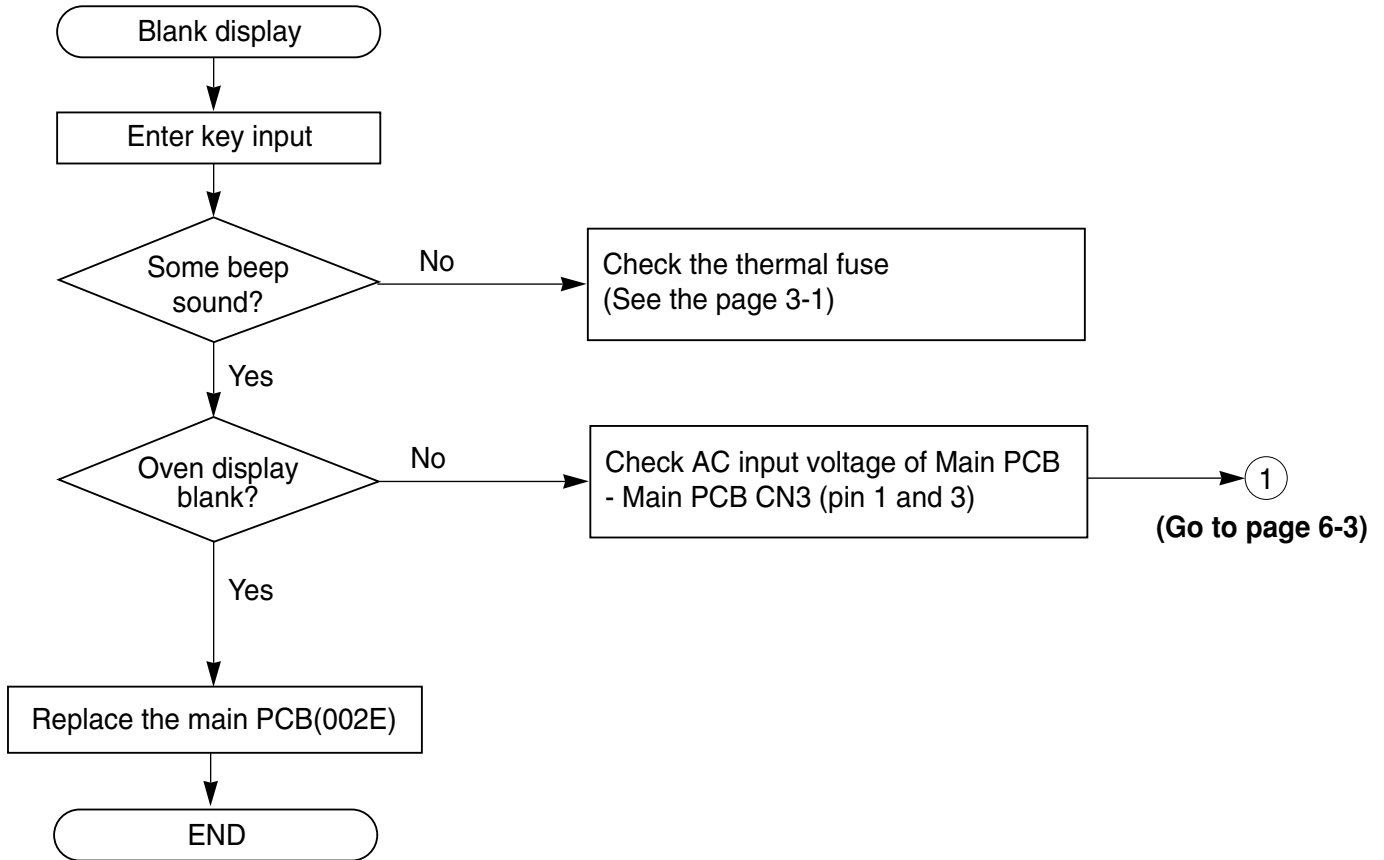 Blank display
Enter key input
Some beep
sound?
No
Check the thermal fuse
(See the page 3-1)
Yes
Oven display
blank?
No
Check AC input voltage of Main PCB
- Main PCB CN3 (pin 1 and 3)
1
(Go to page 6-3)
Yes
Replace the main PCB(002E)
END